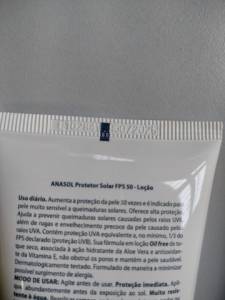 ANASOL Protetor Solar FPS 50 - Loção
Uso diário. Aumenta a proteção da pele 50 vezes e é indicado para
pele muito sensível a queimaduras solares. Oferece alta proteção.
Ajuda a prevenir queimaduras solares causadas pelos raios UVB
além de rugas e envelhecimento precoce da pele causado pelos
raios UVA. Contém proteção UVA equivalente a, no mínimo, 1/3 do
FPS declarado (proteção UVB). Sua fórmula em loção Oil free de to-
que seco, associada à ação hidratante da Aloe Vera e antioxidan-
te da Vitamina E, não obstrui os poros e mantém a pele saudável.
Dermatologicamente testado. Formulado de maneira a minimizar
possível surgimento de alergia.
MODO DE USAR: Agite antes de usar. Proteção imediata.
antes da exposição ao sol. Muito resis-